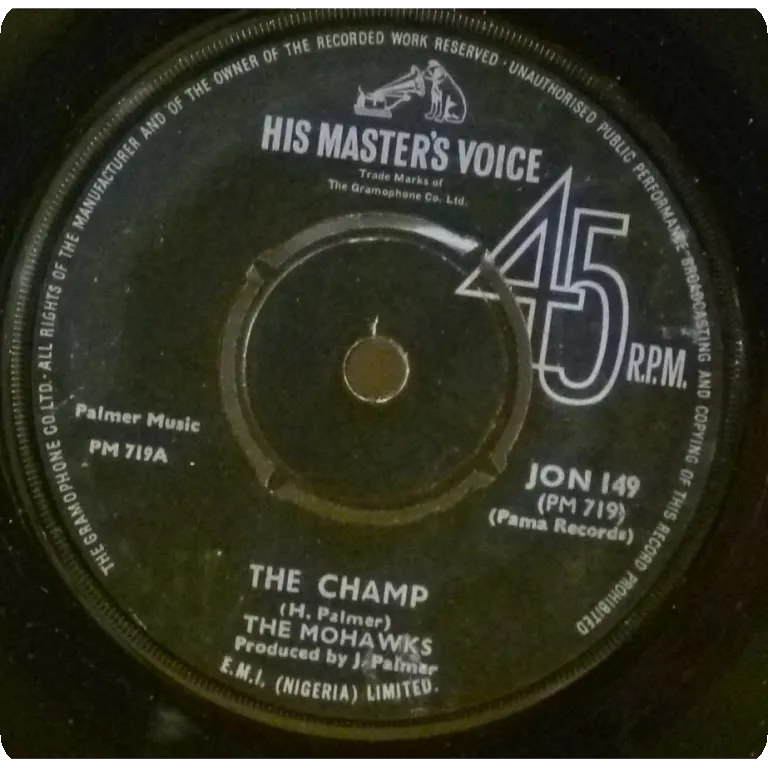 THE GRAMOPHONE CO. LTD. · ALL RIGHTS OF THE MANUFACTURER AND OF THE OWNER OF THE RECORDED WORK RESERVED · UNAUTHORISED PUBLIC PERFORMANCE BROADCASTING AND COPYING OF THIS RECORD PROHIBITED
HIS MASTER'S VOICE
Trade Marks of
The Gramophone Co. Ltd.
45 R.P.M.
Palmer Music
PM 719A
JON 149
(PM 719)
(Pama Records)
THE CHAMP
(H. Palmer)
THE MOHAWKS
Produced by J. Palmer
E.M.I. (NIGERIA) LIMITED.